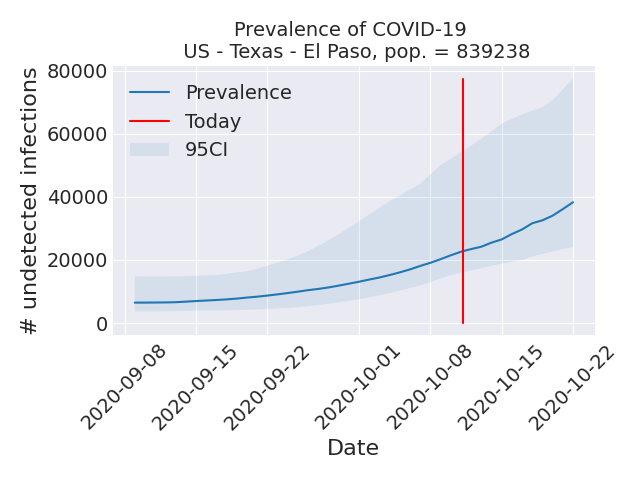 Prevalence of COVID-19
US - Texas - El Paso, pop. = 839238
# undetected infections
80000
60000
40000
20000
0
Prevalence
Today
95CI
2020-09-08
2020-09-15
2020-09-22
2020-10-01
2020-10-08
2020-10-15
2020-10-22
Date